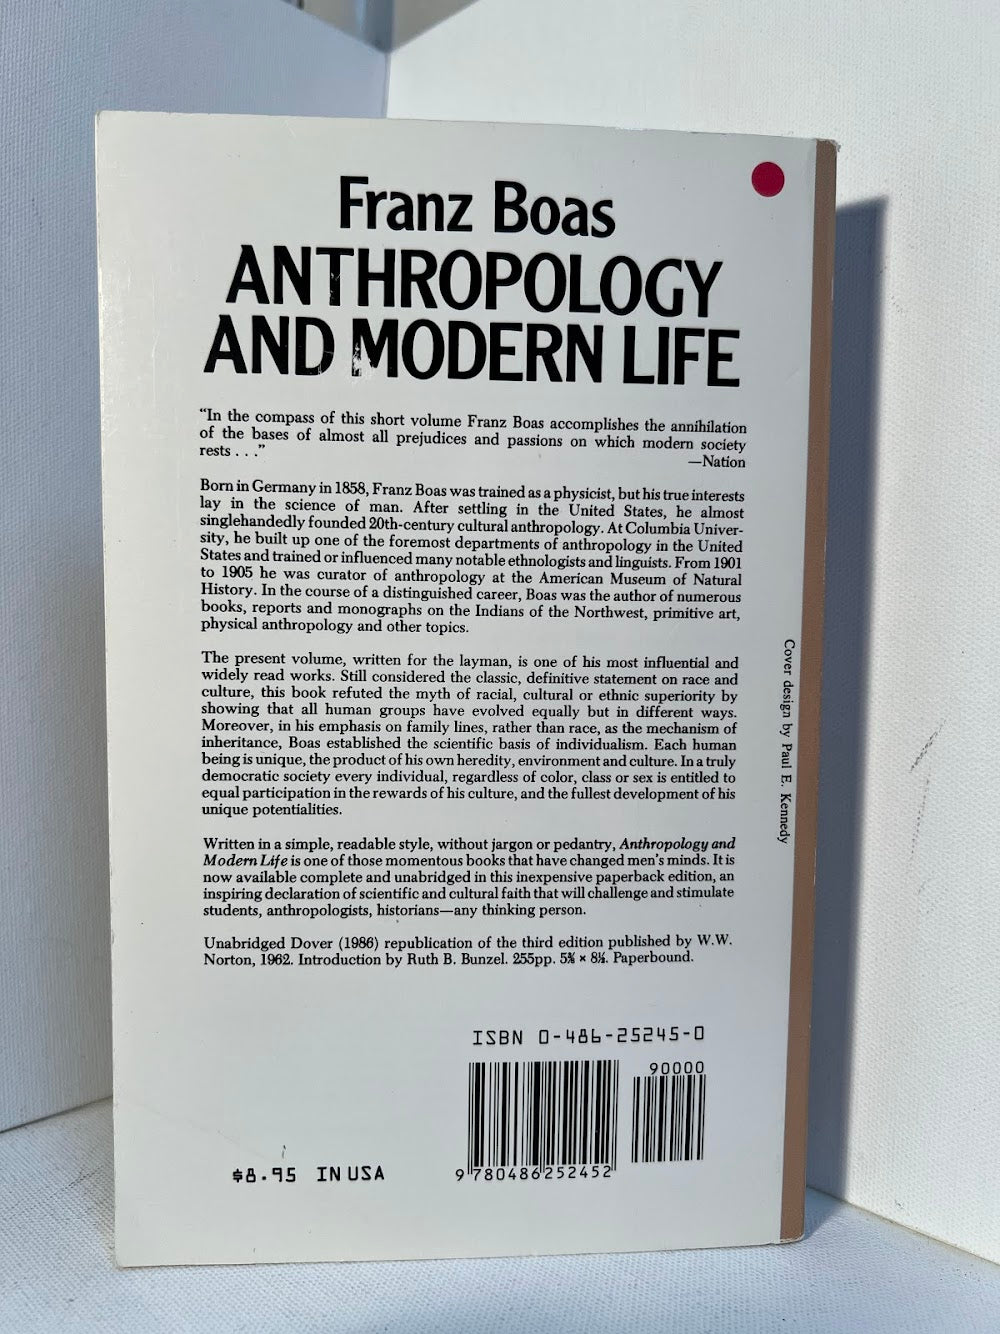 Franz Boas
ANTHROPOLOGY
AND MODERN LIFE
“In the compass of this short volume Franz Boas accomplishes the annihilation
of the bases of almost all prejudices and passions on which modern society
rests . . .”
—Nation
Born in Germany in 1858, Franz Boas was trained as a physicist, but his true interests
lay in the science of man. After settling in the United States, he almost
singlehandedly founded 20th-century cultural anthropology. At Columbia Univer-
sity, he built up one of the foremost departments of anthropology in the United
States and trained or influenced many notable ethnologists and linguists. From 1901
to 1905 he was curator of anthropology at the American Museum of Natural
History. In the course of a distinguished career, Boas was the author of numerous
books, reports and monographs on the Indians of the Northwest, primitive art,
physical anthropology and other topics.
The present volume, written for the layman, is one of his most influential and
widely read works. Still considered the classic, definitive statement on race and
culture, this book refuted the myth of racial, cultural or ethnic superiority by
showing that all human groups have evolved equally but in different ways.
Moreover, in his emphasis on family lines, rather than race, as the mechanism of
inheritance, Boas established the scientific basis of individualism. Each human
being is unique, the product of his own heredity, environment and culture. In a truly
democratic society every individual, regardless of color, class or sex is entitled to
equal participation in the rewards of his culture, and the fullest development of his
unique potentialities.
Written in a simple, readable style, without jargon or pedantry, Anthropology and
Modern Life is one of those momentous books that have changed men’s minds. It is
now available complete and unabridged in this inexpensive paperback edition, an
inspiring declaration of scientific and cultural faith that will challenge and stimulate
students, anthropologists, historians—any thinking person.
Unabridged Dover (1986) republication of the third edition published by W.W.
Norton, 1962. Introduction by Ruth B. Bunzel. 255pp. 5⅜ × 8½. Paperbound.
Cover design by Paul E. Kennedy
ISBN 0-486-25245-0
90000
9 780486 252452
$8.95 IN USA